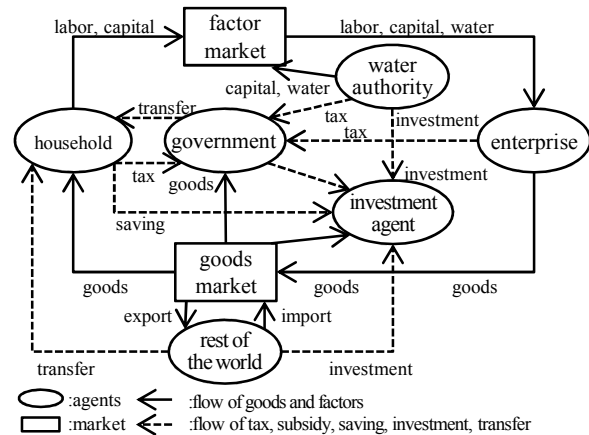 labor, capital
factor
market
labor, capital, water
capital, water
water
authority
transfer
tax
tax
investment
household
government
enterprise
tax
goods
investment
investment
agent
saving
goods
market
goods
goods
goods
export
import
rest of
the world
transfer
investment
:agents
:flow of goods and factors
:market
:flow of tax, subsidy, saving, investment, transfer